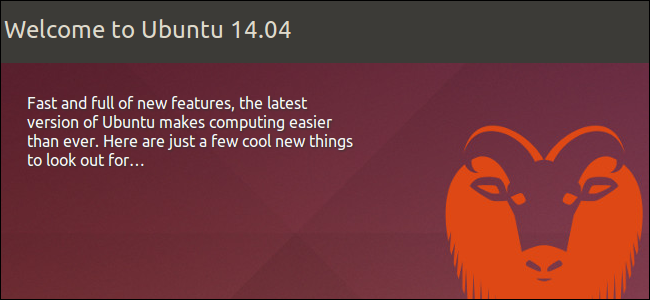 Welcome to Ubuntu 14.04
Fast and full of new features, the latest
version of Ubuntu makes computing easier
than ever. Here are just a few cool new things
to look out for…